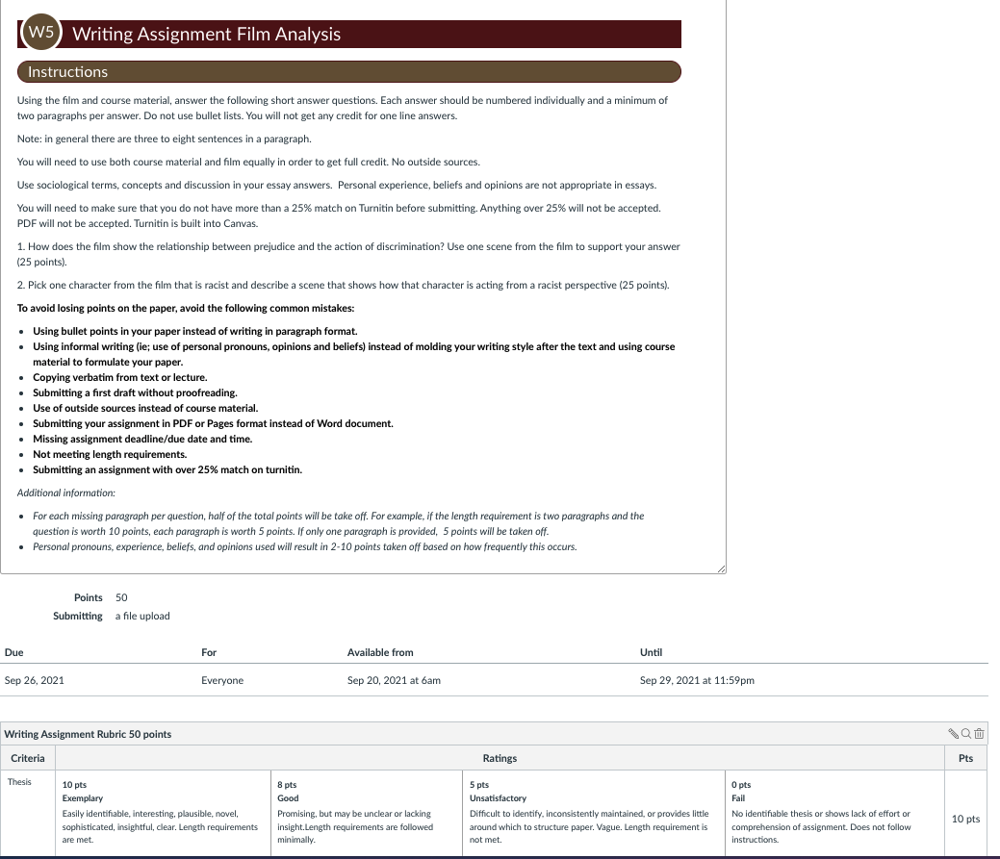 W5 Writing Assignment Film Analysis
Instructions
Using the film and course material, answer the following short answer questions. Each answer should be numbered individually and a minimum of
two paragraphs per answer. Do not use bullet lists. You will not get any credit for one line answers.
Note: in general there are three to eight sentences in a paragraph.
You will need to use both course material and film equally in order to get full credit. No outside sources.
Use sociological terms, concepts and discussion in your essay answers.  Personal experience, beliefs and opinions are not appropriate in essays.
You will need to make sure that you do not have more than a 25% match on Turnitin before submitting. Anything over 25% will not be accepted.
PDF will not be accepted. Turnitin is built into Canvas.
1. How does the film show the relationship between prejudice and the action of discrimination? Use one scene from the film to support your answer
(25 points).
2. Pick one character from the film that is racist and describe a scene that shows how that character is acting from a racist perspective (25 points).
To avoid losing points on the paper, avoid the following common mistakes:
• Using bullet points in your paper instead of writing in paragraph format.
• Using informal writing (ie; use of personal pronouns, opinions and beliefs) instead of molding your writing style after the text and using course
material to formulate your paper.
• Copying verbatim from text or lecture.
• Submitting a first draft without proofreading.
• Use of outside sources instead of course material.
• Submitting your assignment in PDF or Pages format instead of Word document.
• Missing assignment deadline/due date and time.
• Not meeting length requirements.
• Submitting an assignment with over 25% match on turnitin.
Additional information:
• For each missing paragraph per question, half of the total points will be take off. For example, if the length requirement is two paragraphs and the
question is worth 10 points, each paragraph is worth 5 points. If only one paragraph is provided,  5 points will be taken off.
• Personal pronouns, experience, beliefs, and opinions used will result in 2-10 points taken off based on how frequently this occurs.
Points 50
Submitting a file upload
Due For Available from Until
Sep 26, 2021 Everyone Sep 20, 2021 at 6am Sep 29, 2021 at 11:59pm
Writing Assignment Rubric 50 points
Criteria Ratings Pts
Thesis
10 pts
Exemplary
Easily identifiable, interesting, plausible, novel,
sophisticated, insightful, clear. Length requirements
are met.
8 pts
Good
Promising, but may be unclear or lacking
insight.Length requirements are followed
minimally.
5 pts
Unsatisfactory
Difficult to identify, inconsistently maintained, or provides little
around which to structure paper. Vague. Length requirement is
not met.
0 pts
Fail
No identifiable thesis or shows lack of effort or
comprehension of assignment. Does not follow
instructions.
10 pts